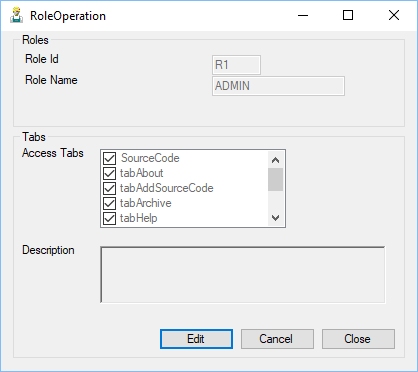 RoleOperation
Roles
Role Id
R1
Role Name
ADMIN
Tabs
Access Tabs
SourceCode
tabAbout
tabAddSourceCode
tabArchive
tabHelp
Description
Edit
Cancel
Close